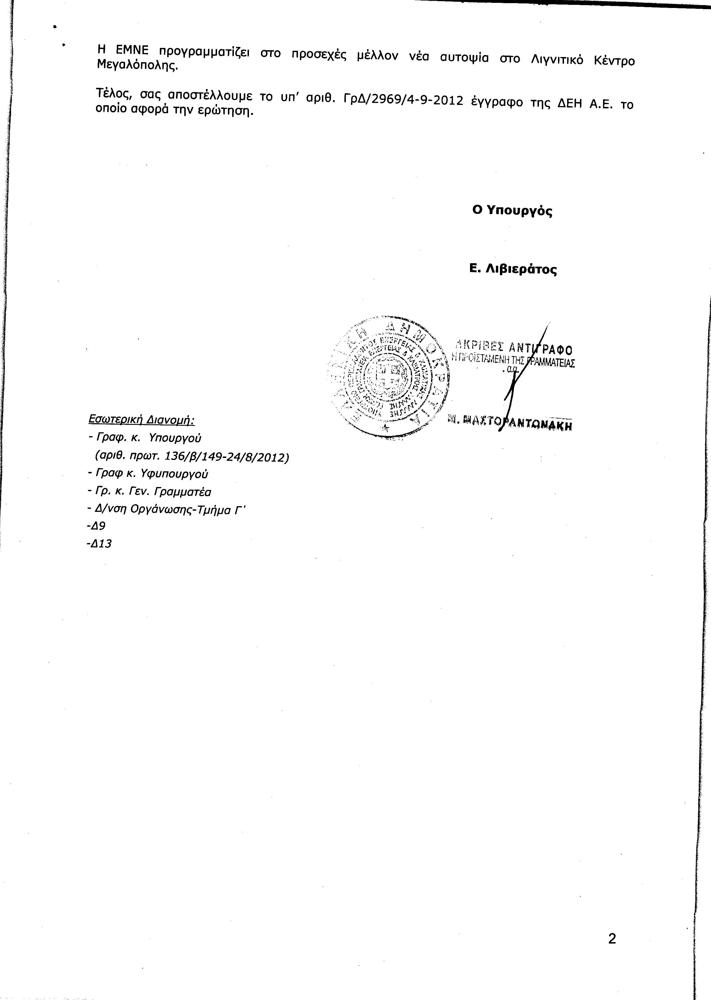 Η ΕΜΝΕ προγραμματίζει στο προσεχές μέλλον νέα αυτοψία στο Λιγνιτικό Κέντρο
Μεγαλόπολης.
Τέλος, σας αποστέλλουμε το υπ' αριθ. ΓρΔ/2969/4-9-2012 έγγραφο της ΔΕΗ Α.Ε. το
οποίο αφορά την ερώτηση.
Ο Υπουργός
Ε. Λιβιεράτος
ΕΛΛΗΝΙΚΗ ΔΗΜΟΚΡΑΤΙΑ
ΑΚΡΙΒΕΣ ΑΝΤΙΓΡΑΦΟ
Η ΠΡΟΪΣΤΑΜΕΝΗ ΤΗΣ ΓΡΑΜΜΑΤΕΙΑΣ
Μ. ΜΑΣΤΟΡΑΝΤΩΝΑΚΗ
Εσωτερική Διανομή:
- Γραφ. κ. Υπουργού
(αριθ. πρωτ. 136/β/149-24/8/2012)
- Γραφ κ. Υφυπουργού
- Γρ. κ. Γεν. Γραμματέα
- Δ/νση Οργάνωσης-Τμήμα Γ'
-Δ9
-Δ13
2